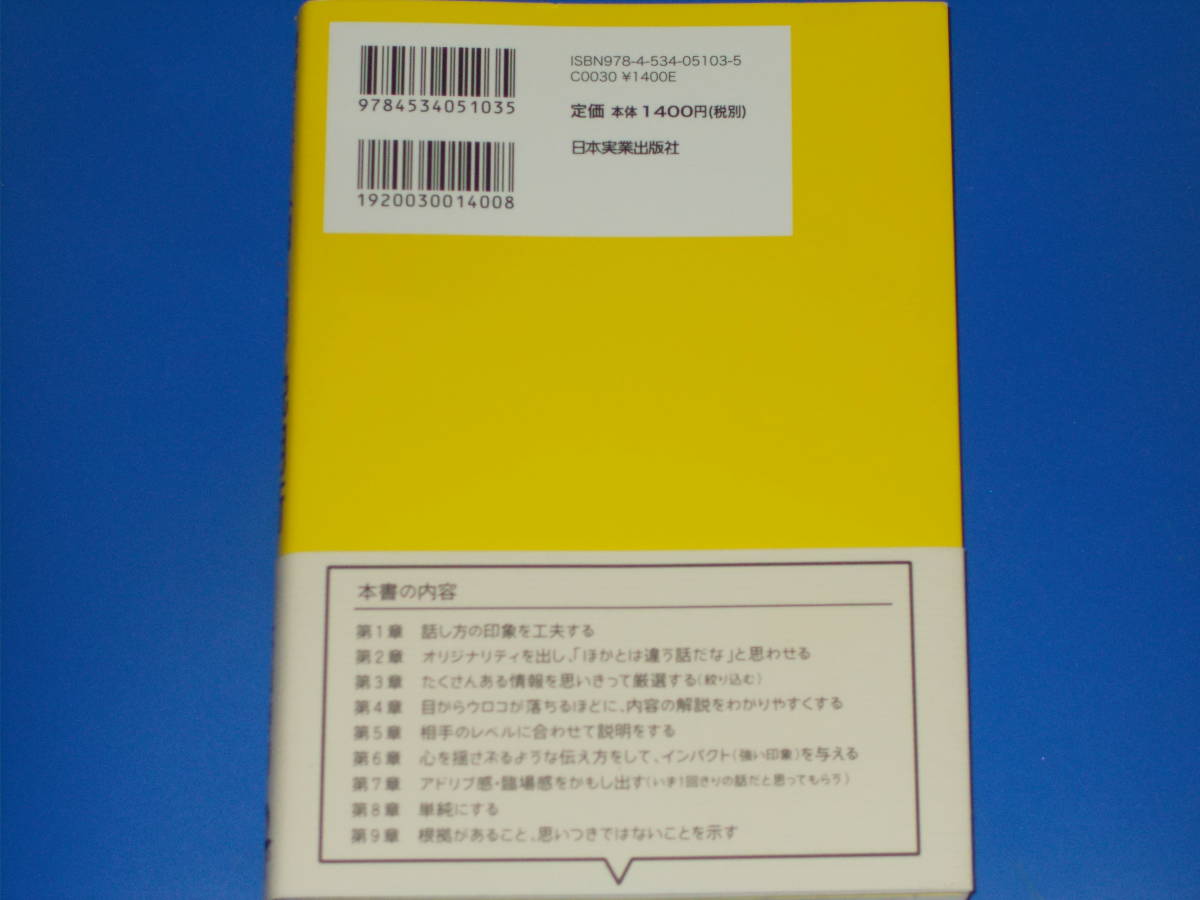 ISBN978-4-534-05103-5
C0030 ¥1400E
9784534051035
定価 本体1400円(税別)
日本実業出版社
1920030014008
本書の内容
第1章 話し方の印象を工夫する
第2章 オリジナリティを出し、「ほかとは違う話だな」と思わせる
第3章 たくさんある情報を思いきって厳選する(絞り込む)
第4章 目からウロコが落ちるほどに、内容の解説をわかりやすくする
第5章 相手のレベルに合わせて説明をする
第6章 心を揺さぶるような伝え方をして、インパクト(強い印象)を与える
第7章 アドリブ感・臨場感をかもし出す(いま1回きりの話だと思ってもらう)
第8章 単純にする
第9章 根拠があること、思いつきではないことを示す